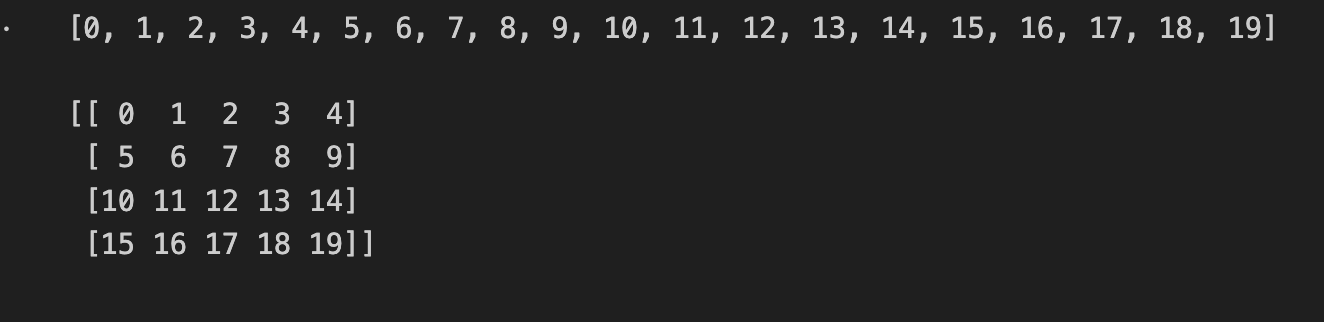 [0, 1, 2, 3, 4, 5, 6, 7, 8, 9, 10, 11, 12, 13, 14, 15, 16, 17, 18, 19]
[[ 0  1  2  3  4]
 [ 5  6  7  8  9]
 [10 11 12 13 14]
 [15 16 17 18 19]]